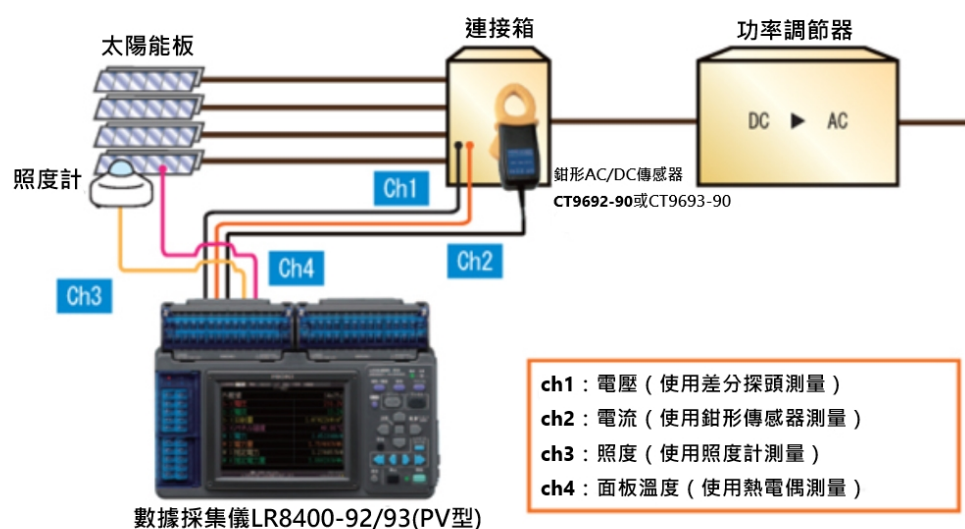 太陽能板
連接箱
功率調節器
DC ▶ AC
照度計
Ch1
鉗形AC/DC傳感器
CT9692-90或CT9693-90
Ch2
Ch4
Ch3
ch1：電壓（使用差分探頭測量）
ch2：電流（使用鉗形傳感器測量）
ch3：照度（使用照度計測量）
ch4：面板溫度（使用熱電偶測量）
數據採集儀LR8400-92/93(PV型)